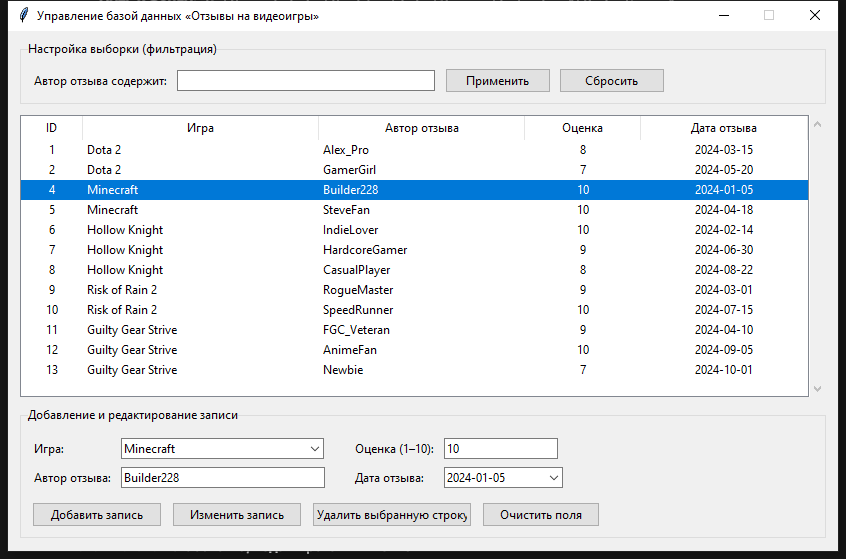 Управление базой данных «Отзывы на видеоигры»
Настройка выборки (фильтрация)
Автор отзыва содержит: Применить Сбросить
ID Игра Автор отзыва Оценка Дата отзыва
1 Dota 2 Alex_Pro 8 2024-03-15
2 Dota 2 GamerGirl 7 2024-05-20
4 Minecraft Builder228 10 2024-01-05
5 Minecraft SteveFan 10 2024-04-18
6 Hollow Knight IndieLover 10 2024-02-14
7 Hollow Knight HardcoreGamer 9 2024-06-30
8 Hollow Knight CasualPlayer 8 2024-08-22
9 Risk of Rain 2 RogueMaster 9 2024-03-01
10 Risk of Rain 2 SpeedRunner 10 2024-07-15
11 Guilty Gear Strive FGC_Veteran 9 2024-04-10
12 Guilty Gear Strive AnimeFan 10 2024-09-05
13 Guilty Gear Strive Newbie 7 2024-10-01
Добавление и редактирование записи
Игра: Minecraft Оценка (1–10): 10
Автор отзыва: Builder228 Дата отзыва: 2024-01-05
Добавить запись Изменить запись Удалить выбранную строку Очистить поля